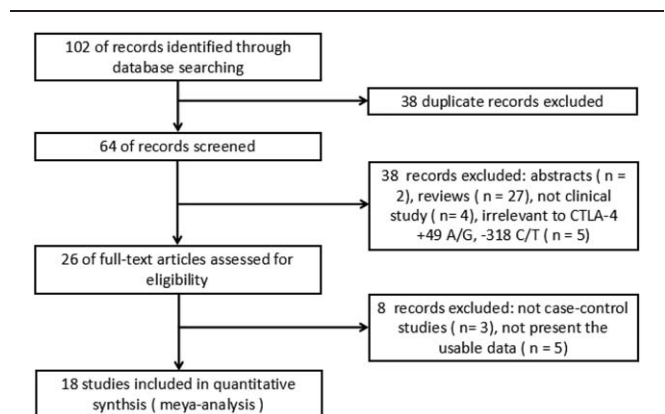 102 of records identified through
database searching
38 duplicate records excluded
64 of records screened
38 records excluded: abstracts ( n =
2), reviews ( n = 27), not clinical
study ( n= 4), irrelevant to CTLA-4
+49 A/G, -318 C/T ( n = 5)
26 of full-text articles assessed for
eligibility
8 records excluded: not case-control
studies ( n= 3), not present the
usable data ( n = 5)
18 studies included in quantitative
synthsis ( meya-analysis )